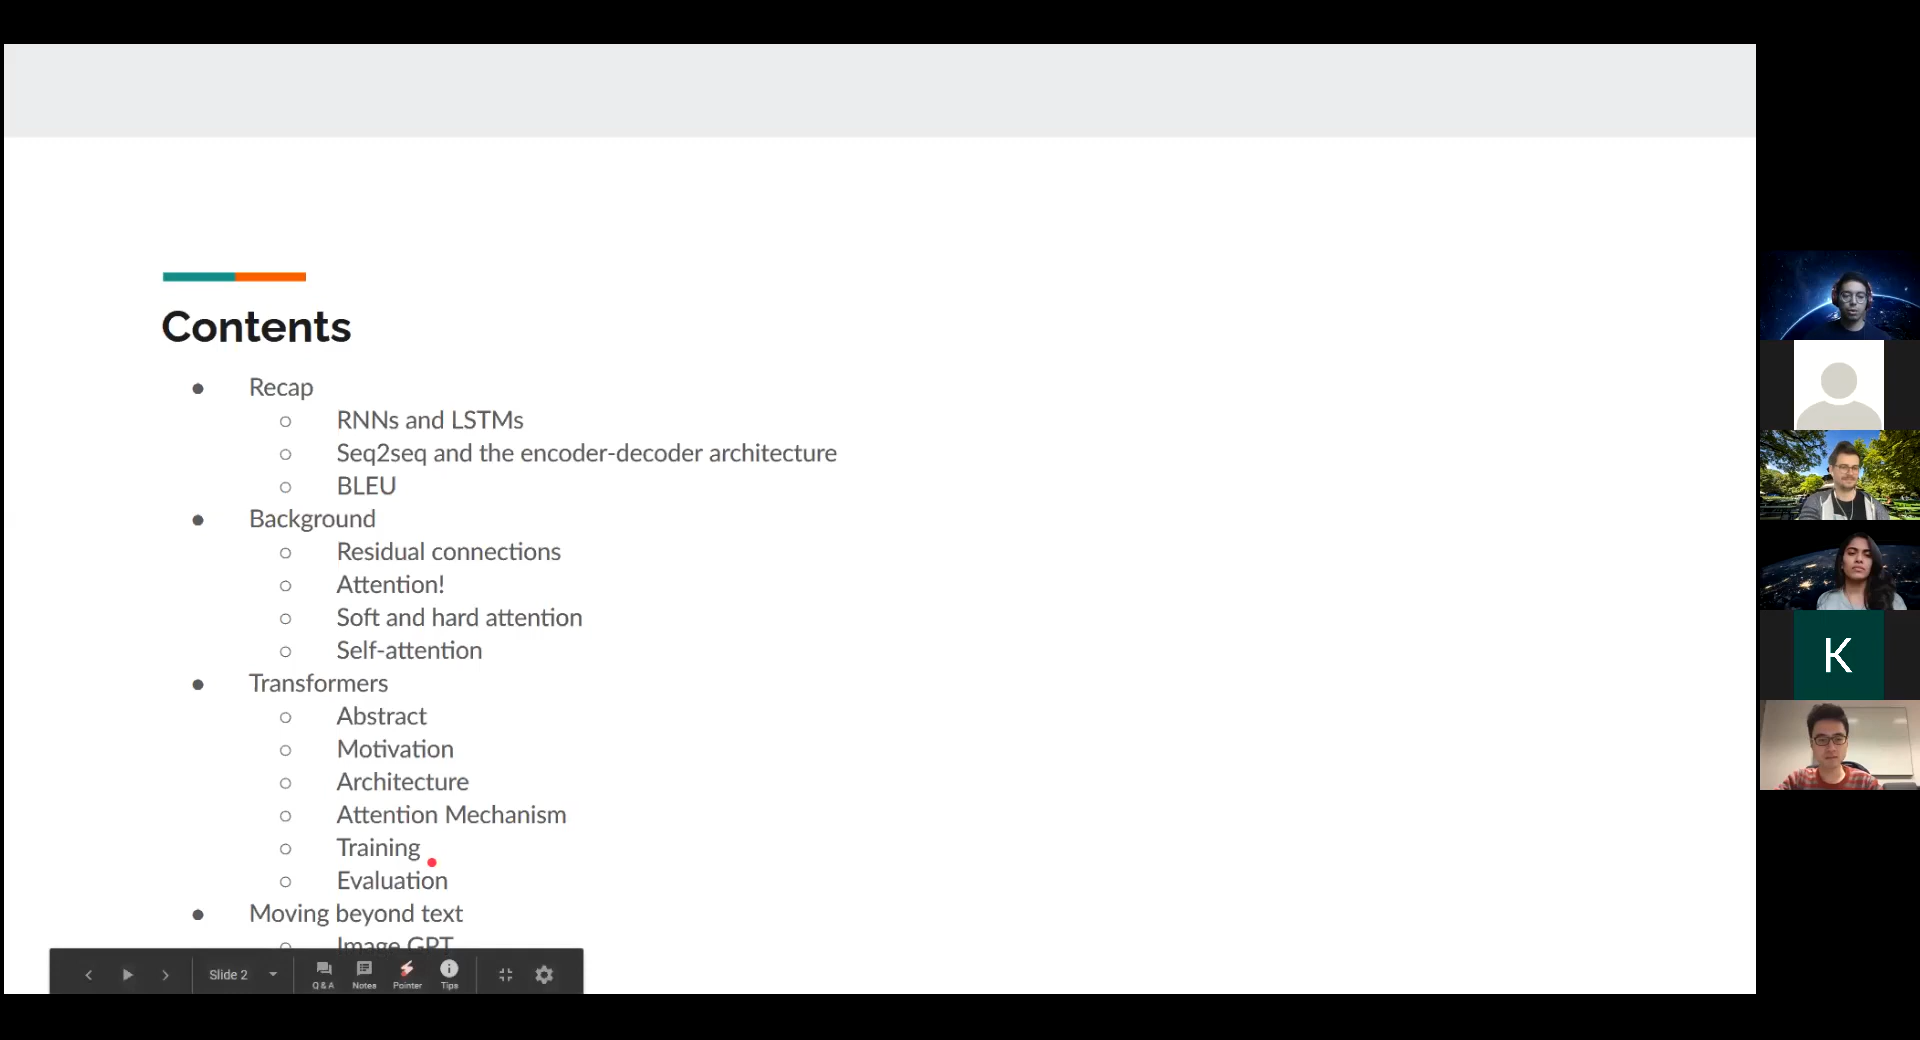 Contents
● Recap
○ RNNs and LSTMs
○ Seq2seq and the encoder-decoder architecture
○ BLEU
● Background
○ Residual connections
○ Attention!
○ Soft and hard attention
○ Self-attention
● Transformers
○ Abstract
○ Motivation
○ Architecture
○ Attention Mechanism
○ Training
○ Evaluation
● Moving beyond text
○ Image GPT
Slide 2
Q & A Notes Pointer Tips
K